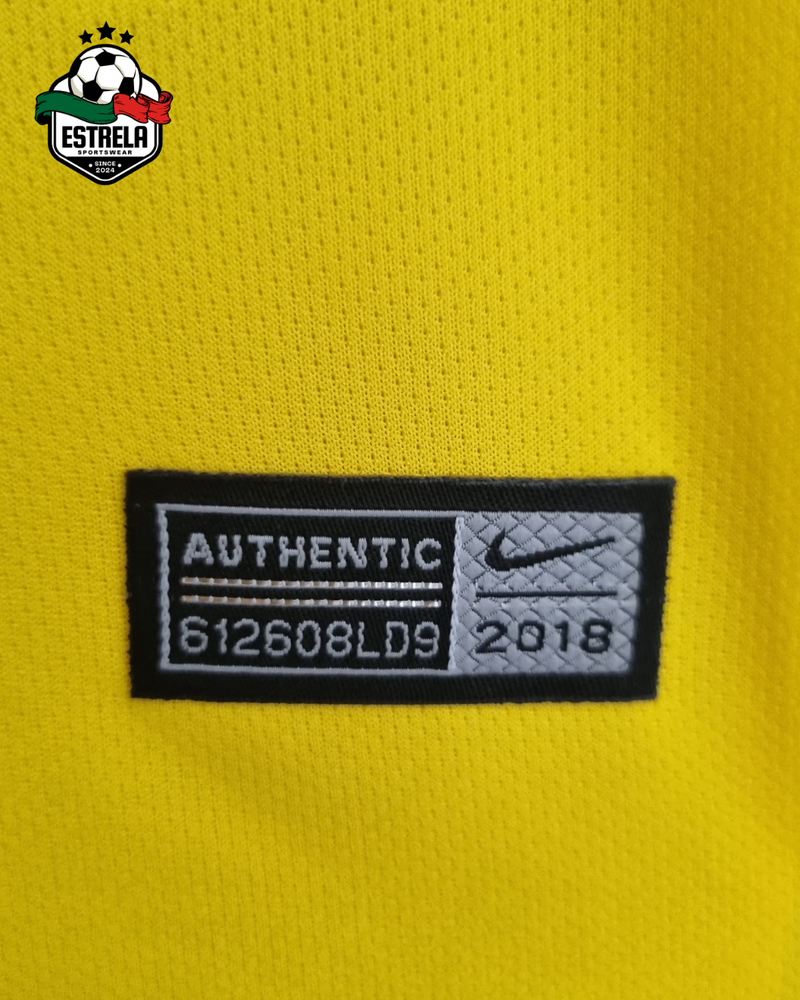 ESTRELA
SPORTSWEAR
SINCE
2024
AUTHENTIC
612608LD9
2018